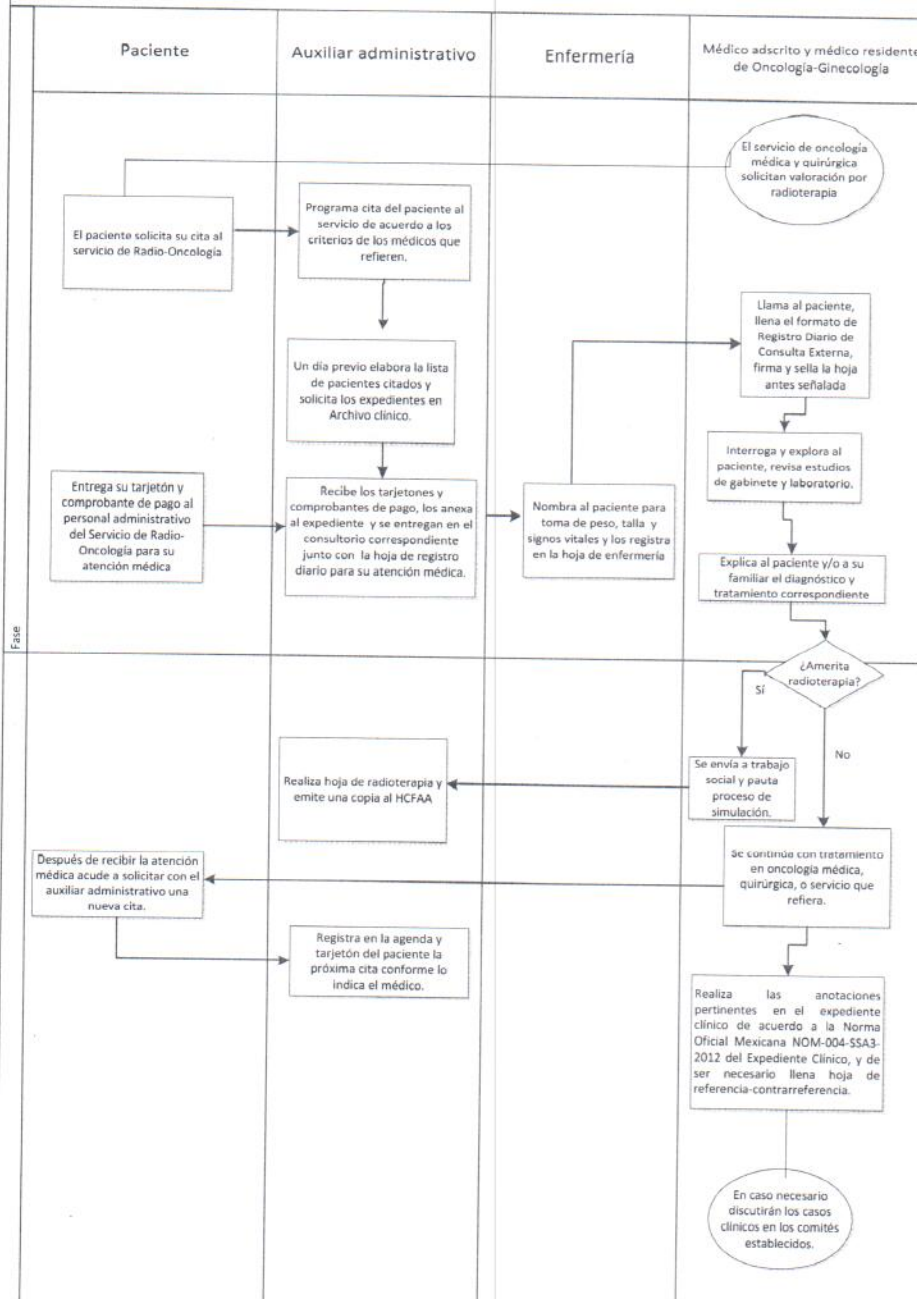 Paciente
Auxiliar administrativo
Enfermería
Médico adscrito y médico residente
de Oncología-Ginecología
El servicio de oncología
médica y quirúrgica
solicitan valoración por
radioterapia
El paciente solicita su cita al
servicio de Radio-Oncología
Programa cita del paciente al
servicio de acuerdo a los
criterios de los médicos que
refieren.
Un día previo elabora la lista
de pacientes citados y
solicita los expedientes en
Archivo clínico.
Entrega su tarjetón y
comprobante de pago al
personal administrativo
del Servicio de Radio-
Oncología para su
atención médica
Recibe los tarjetones y
comprobantes de pago, los anexa
al expediente y se entregan en el
consultorio correspondiente
junto con la hoja de registro
diario para su atención médica.
Nombra al paciente para
toma de peso, talla y
signos vitales y los registra
en la hoja de enfermería
Llama al paciente,
llena el formato de
Registro Diario de
Consulta Externa,
firma y sella la hoja
antes señalada
Interroga y explora al
paciente, revisa estudios
de gabinete y laboratorio.
Explica al paciente y/o a su
familiar el diagnóstico y
tratamiento correspondiente
Fase
¿Amerita
radioterapia?
Sí
No
Se envía a trabajo
social y pauta
proceso de
simulación.
Realiza hoja de radioterapia y
emite una copia al HCFAA
Se continúa con tratamiento
en oncología médica,
quirúrgica, o servicio que
refiera.
Después de recibir la atención
médica acude a solicitar con el
auxiliar administrativo una
nueva cita.
Registra en la agenda y
tarjetón del paciente la
próxima cita conforme lo
indica el médico.
Realiza las anotaciones
pertinentes en el expediente
clínico de acuerdo a la Norma
Oficial Mexicana NOM-004-SSA3-
2012 del Expediente Clínico, y de
ser necesario llena hoja de
referencia-contrarreferencia.
En caso necesario
discutirán los casos
clínicos en los comités
establecidos.